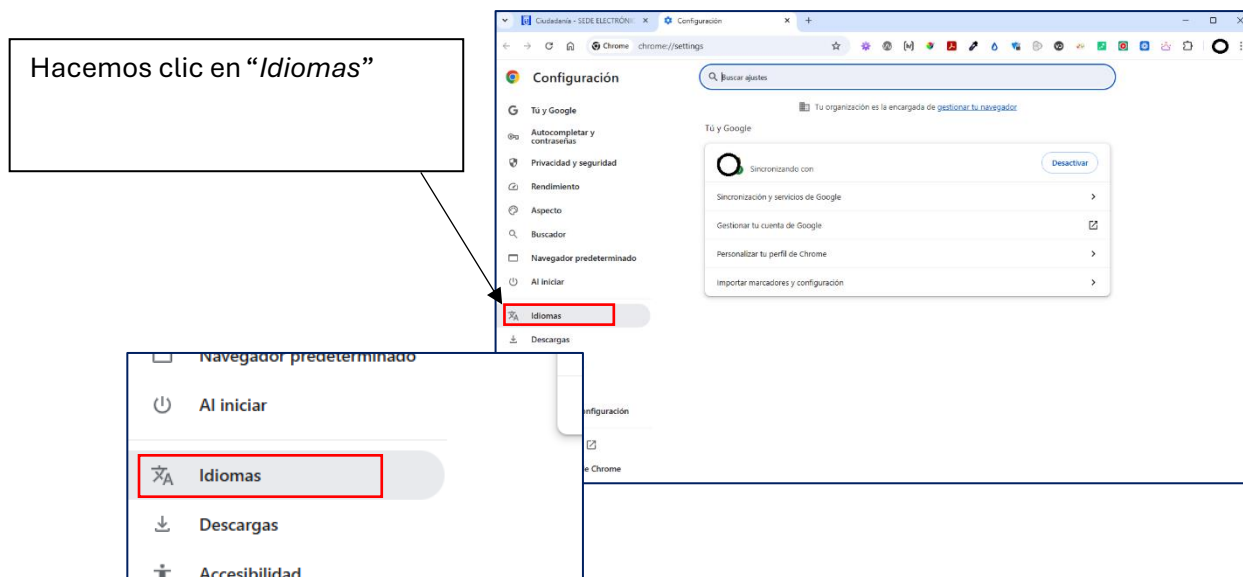 Hacemos clic en “Idiomas”
Ciudadanía - SEDE ELECTRÓNI
Configuración
Chrome
chrome://settings
Configuración
Buscar ajustes
Tu organización es la encargada de gestionar tu navegador
Tú y Google
Autocompletar y
contraseñas
Privacidad y seguridad
Rendimiento
Aspecto
Buscador
Navegador predeterminado
Al iniciar
Idiomas
Descargas
Tú y Google
Sincronizando con
Desactivar
Sincronización y servicios de Google
Gestionar tu cuenta de Google
Personalizar tu perfil de Chrome
Importar marcadores y configuración
nfiguración
e Chrome
Navegador predeterminado
Al iniciar
Idiomas
Descargas
Accesibilidad